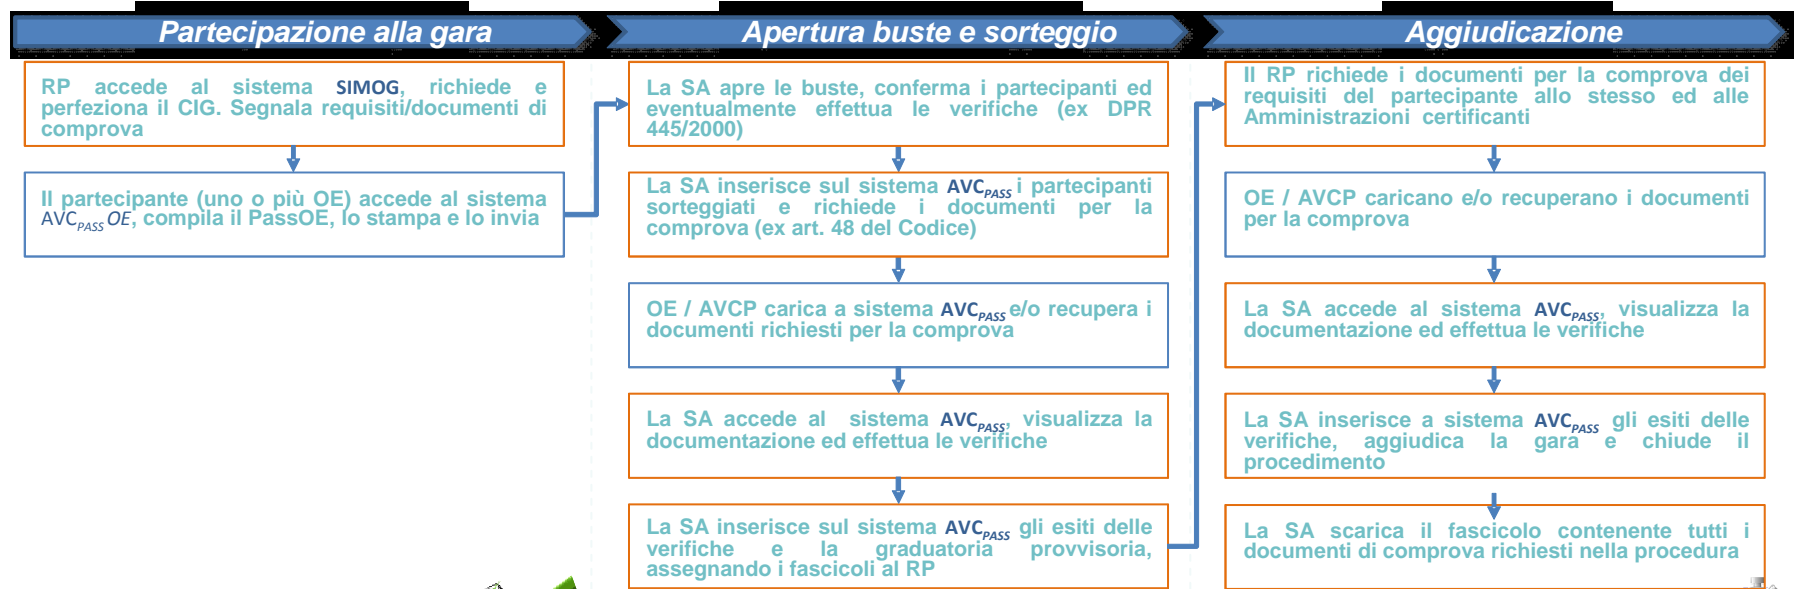 Partecipazione alla gara
RP accede al sistema SIMOG, richiede e
perfeziona il CIG. Segnala requisiti/documenti di
comprova
Il partecipante (uno o più OE) accede al sistema
AVCPASS OE, compila il PassOE, lo stampa e lo invia
Apertura buste e sorteggio
La SA apre le buste, conferma i partecipanti ed
eventualmente effettua le verifiche (ex DPR
445/2000)
La SA inserisce sul sistema AVCPASS i partecipanti
sorteggiati e richiede i documenti per la
comprova (ex art. 48 del Codice)
OE / AVCP carica a sistema AVCPASS e/o recupera i
documenti richiesti per la comprova
La SA accede al sistema AVCPASS, visualizza la
documentazione ed effettua le verifiche
La SA inserisce sul sistema AVCPASS gli esiti delle
verifiche e la graduatoria provvisoria,
assegnando i fascicoli al RP
Aggiudicazione
Il RP richiede i documenti per la comprova dei
requisiti del partecipante allo stesso ed alle
Amministrazioni certificanti
OE / AVCP caricano e/o recuperano i documenti
per la comprova
La SA accede al sistema AVCPASS, visualizza la
documentazione ed effettua le verifiche
La SA inserisce a sistema AVCPASS gli esiti delle
verifiche, aggiudica la gara e chiude il
procedimento
La SA scarica il fascicolo contenente tutti i
documenti di comprova richiesti nella procedura